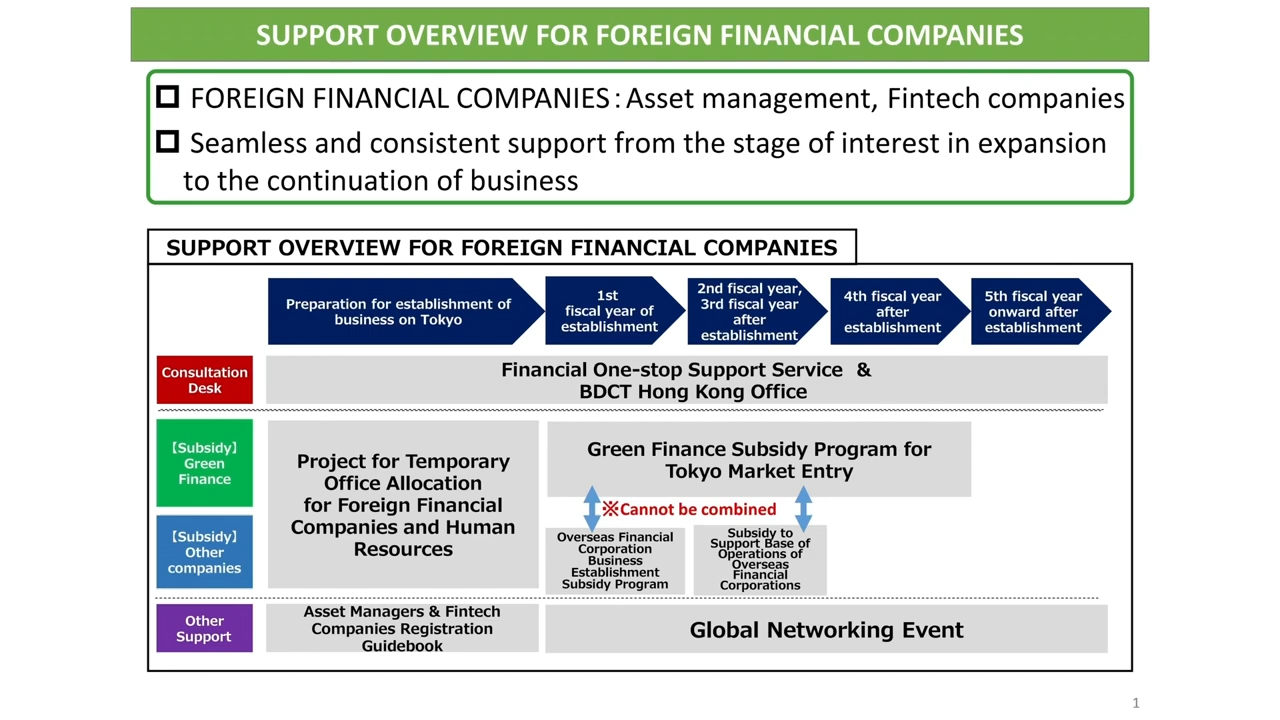 SUPPORT OVERVIEW FOR FOREIGN FINANCIAL COMPANIES
FOREIGN FINANCIAL COMPANIES : Asset management, Fintech companies
Seamless and consistent support from the stage of interest in expansion
to the continuation of business
SUPPORT OVERVIEW FOR FOREIGN FINANCIAL COMPANIES
Preparation for establishment of
business on Tokyo
1st
fiscal year of
establishment
2nd fiscal year,
3rd fiscal year
after
establishment
4th fiscal year
after
establishment
5th fiscal year
onward after
establishment
Consultation
Desk
Financial One-stop Support Service &
BDCT Hong Kong Office
【Subsidy】
Green
Finance
Project for Temporary
Office Allocation
for Foreign Financial
Companies and Human
Resources
Green Finance Subsidy Program for
Tokyo Market Entry
※Cannot be combined
【Subsidy】
Other
companies
Overseas Financial
Corporation
Business
Establishment
Subsidy Program
Subsidy to
Support Base of
Operations of
Overseas
Financial
Corporations
Other
Support
Asset Managers & Fintech
Companies Registration
Guidebook
Global Networking Event
1